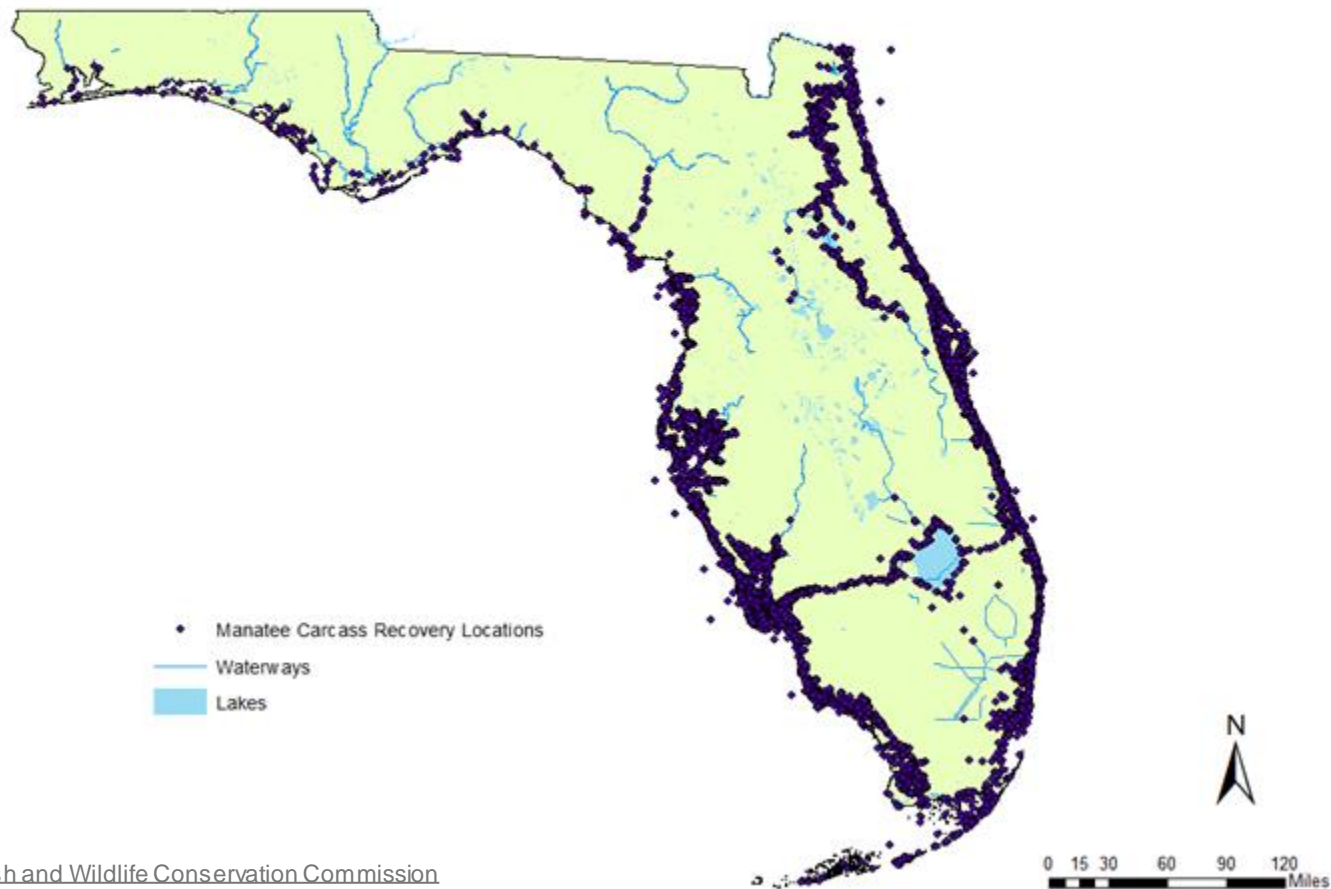 Manatee Carcass Recovery Locations
Waterways
Lakes
N
0 15 30 60 90 120
Miles
and Wildlife Conservation Commission